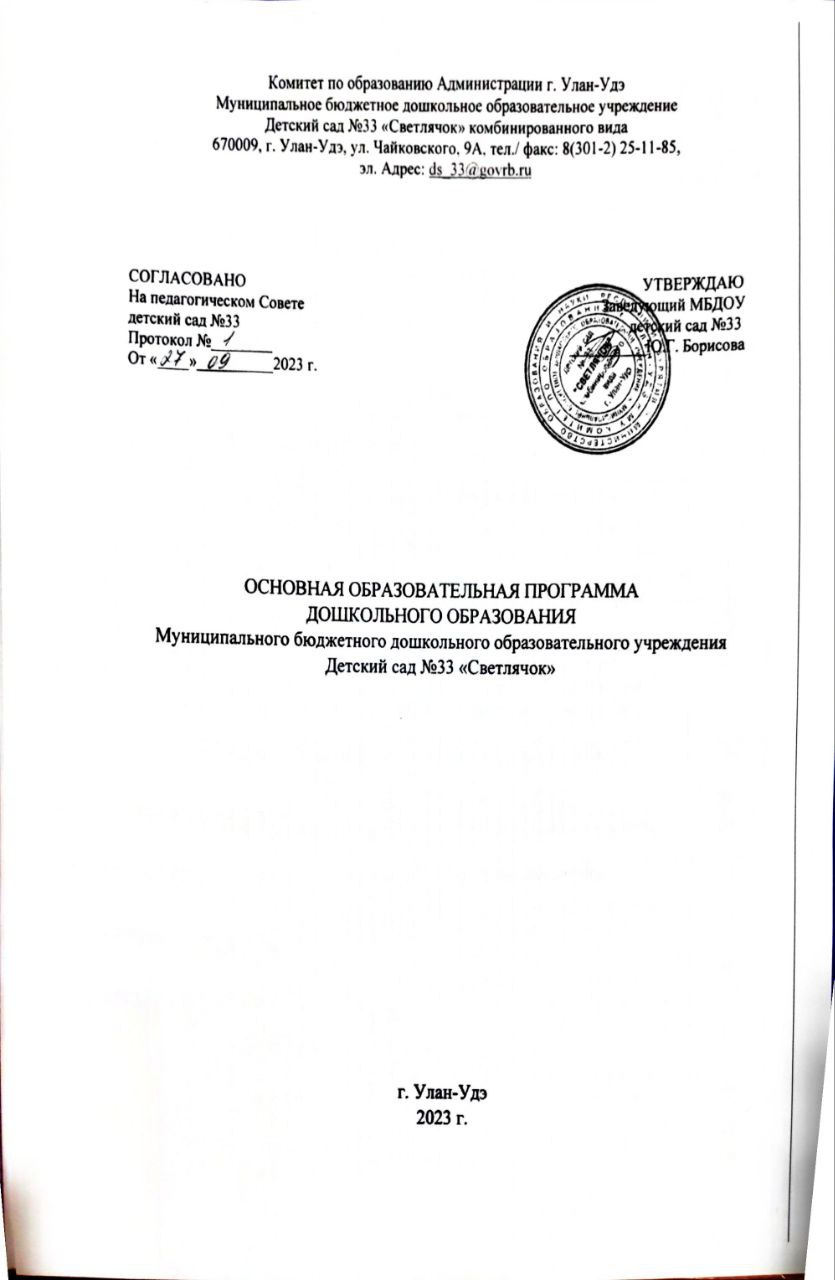 Комитет по образованию Администрации г. Улан-Удэ
Муниципальное бюджетное дошкольное образовательное учреждение
Детский сад №33 «Светлячок» комбинированного вида
670009, г. Улан-Удэ, ул. Чайковского, 9А, тел./ факс: 8(301-2) 25-11-85,
эл. Адрес: ds_33@govrb.ru
СОГЛАСОВАНО
На педагогическом Совете
детский сад №33
Протокол № 1
От «27» 09 2023 г.
УТВЕРЖДАЮ
Заведующий МБДОУ
детский сад №33
Ю.Г. Борисова
"СВЕТЛЯЧОК"
г. Улан-Удэ
ОСНОВНАЯ ОБРАЗОВАТЕЛЬНАЯ ПРОГРАММА
ДОШКОЛЬНОГО ОБРАЗОВАНИЯ
Муниципального бюджетного дошкольного образовательного учреждения
Детский сад №33 «Светлячок»
г. Улан-Удэ
2023 г.